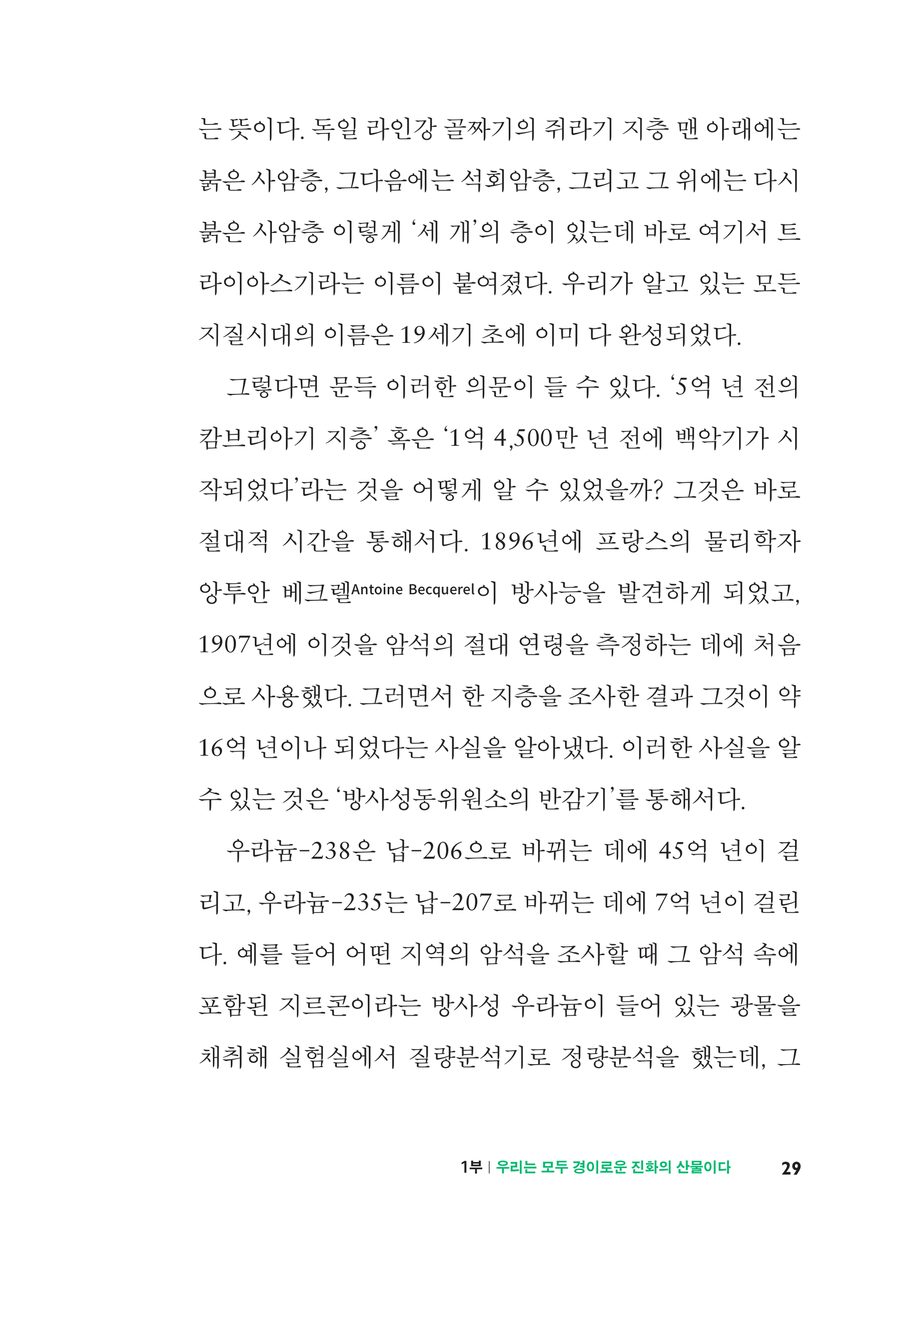 는 뜻이다. 독일 라인강 골짜기의 쥐라기 지층 맨 아래에는
붉은 사암층, 그다음에는 석회암층, 그리고 그 위에는 다시
붉은 사암층 이렇게 ‘세 개’의 층이 있는데 바로 여기서 트
라이아스기라는 이름이 붙여졌다. 우리가 알고 있는 모든
지질시대의 이름은 19세기 초에 이미 다 완성되었다.
그렇다면 문득 이러한 의문이 들 수 있다. ‘5억 년 전의
캄브리아기 지층’ 혹은 ‘1억 4,500만 년 전에 백악기가 시
작되었다’라는 것을 어떻게 알 수 있었을까? 그것은 바로
절대적 시간을 통해서다. 1896년에 프랑스의 물리학자
앙투안 베크렐Antoine Becquerel이 방사능을 발견하게 되었고,
1907년에 이것을 암석의 절대 연령을 측정하는 데에 처음
으로 사용했다. 그러면서 한 지층을 조사한 결과 그것이 약
16억 년이나 되었다는 사실을 알아냈다. 이러한 사실을 알
수 있는 것은 ‘방사성동위원소의 반감기’를 통해서다.
우라늄-238은 납-206으로 바뀌는 데에 45억 년이 걸
리고, 우라늄-235는 납-207로 바뀌는 데에 7억 년이 걸린
다. 예를 들어 어떤 지역의 암석을 조사할 때 그 암석 속에
포함된 지르콘이라는 방사성 우라늄이 들어 있는 광물을
채취해 실험실에서 질량분석기로 정량분석을 했는데, 그
1부 | 우리는 모두 경이로운 진화의 산물이다 29